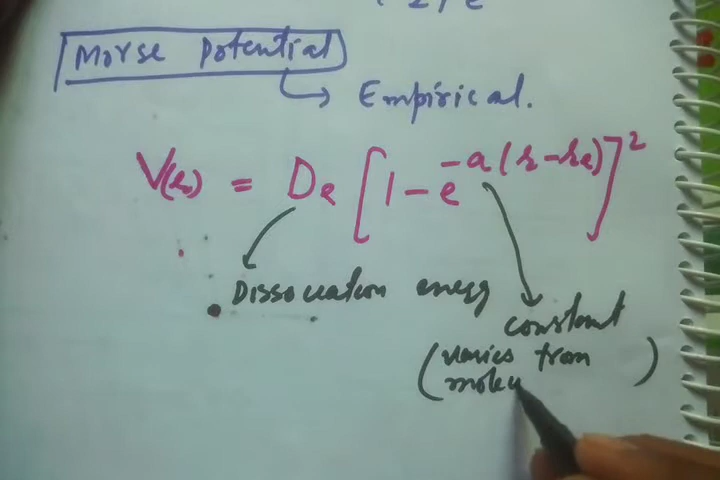 Morse Potential
Empirical.
V(r) = De [1-e^-a(r-re)]^2
Dissociation energy
constant
(varies from
molecu)